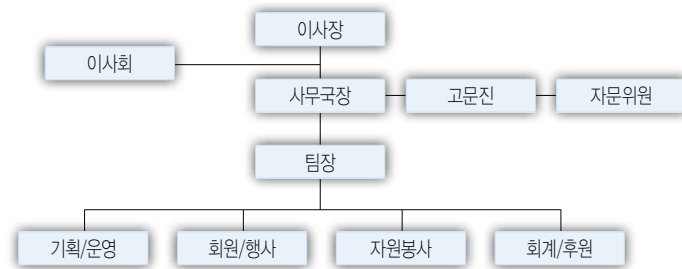 이사장
이사회
사무국장
고문진
자문위원
팀장
기획/운영
회원/행사
자원봉사
회계/후원